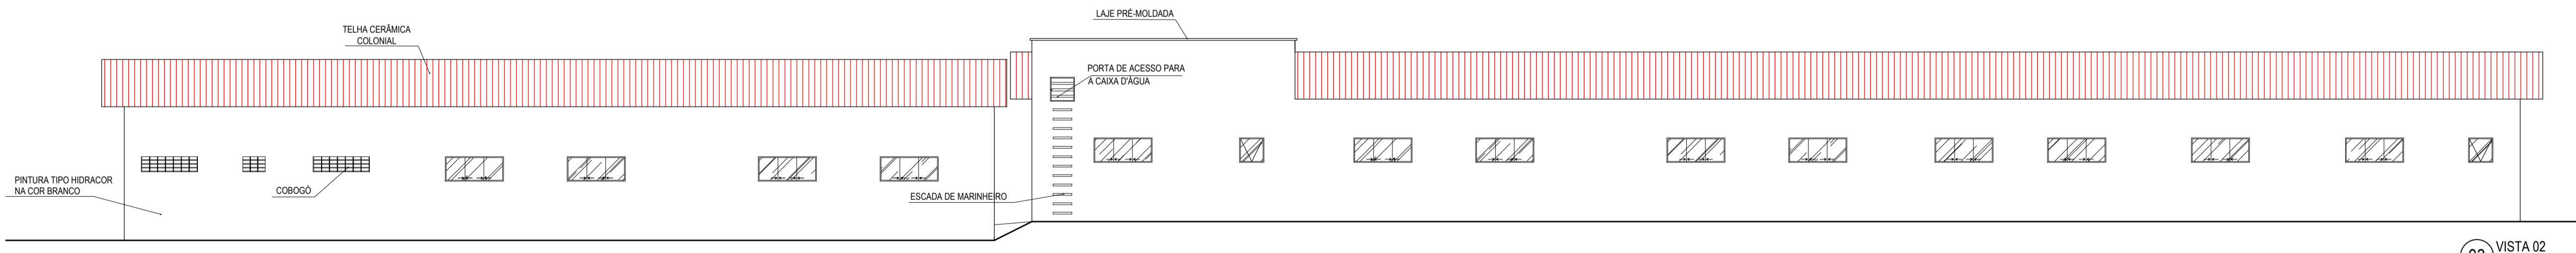 LAJE PRÉ-MOLDADA
TELHA CERÂMICA
COLONIAL
PORTA DE ACESSO PARA
A CAIXA D'ÁGUA
PINTURA TIPO HIDRACOR
NA COR BRANCO
COBOGÓ
ESCADA DE MARINHEIRO
VISTA 02